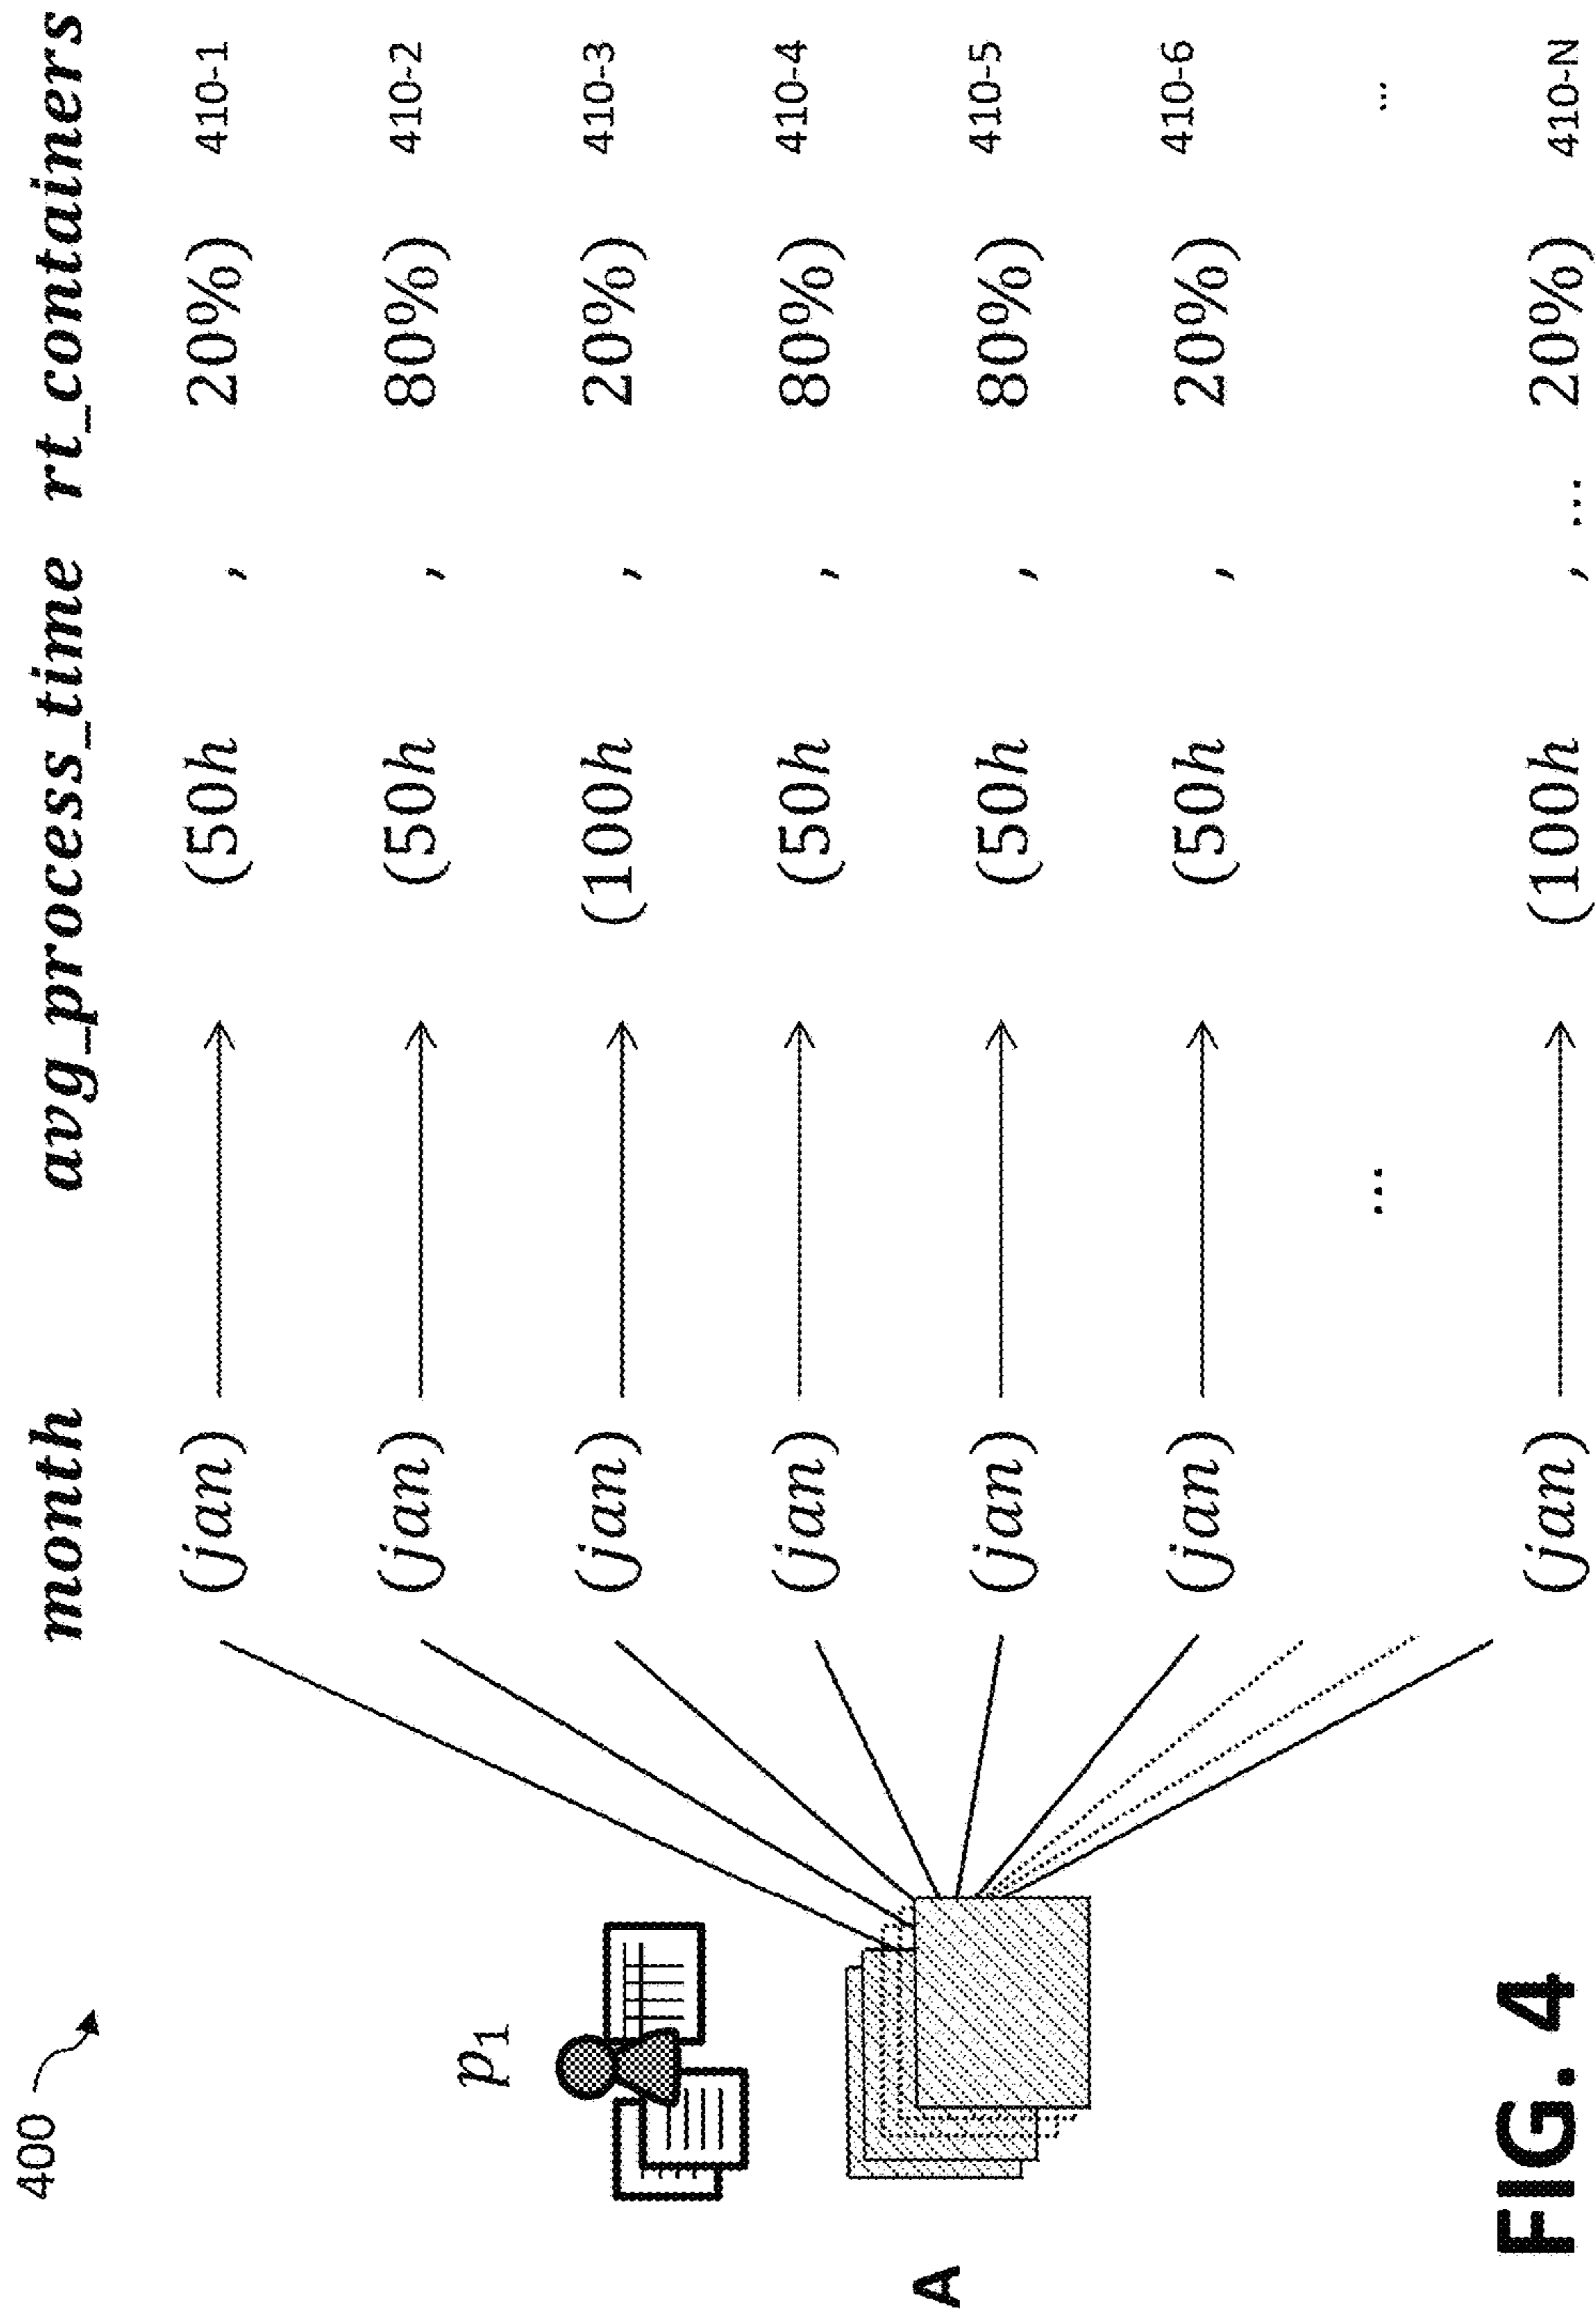 400
month avg_process_time rt_containers
p1
A
(jan) (50h , 20%) 410-1
(jan) (50h , 80%) 410-2
(jan) (100h , 20%) 410-3
(jan) (50h , 80%) 410-4
(jan) (50h , 80%) 410-5
(jan) (50h , 20%) 410-6
... ...
(jan) (100h , ... 20%) 410-N
FIG. 4